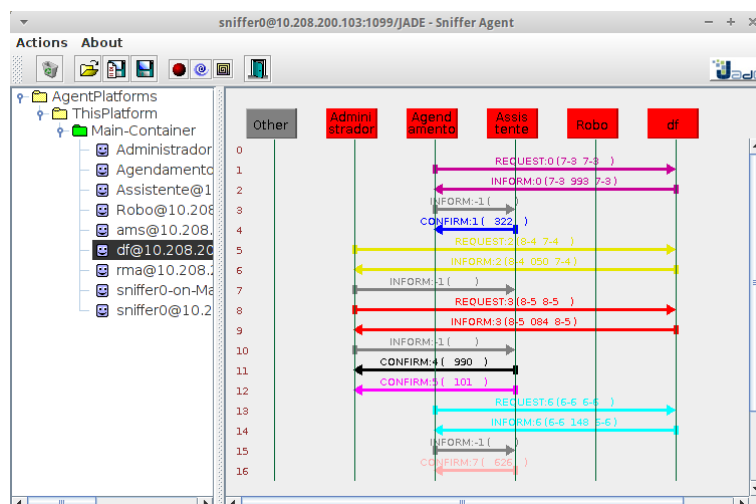 sniffer0@10.208.200.103:1099/JADE - Sniffer Agent
Actions About
Jade
AgentPlatforms
ThisPlatform
Main-Container
Administrador
Agendamento
Assistente@1
Robo@10.208
ams@10.208.
df@10.208.20
rma@10.208.2
sniffer0-on-Ma
sniffer0@10.2
Other
Admini
strador
Agend
amento
Assis
tente
Robo
df
0
1
REQUEST:0 (7-3 7-3 )
2
INFORM:0 (7-3 993 7-3 )
3
INFORM:-1 ( )
4
CONFIRM:1 ( 322 )
5
REQUEST:2 (8-4 7-4 )
6
INFORM:2 (8-4 050 7-4 )
7
INFORM:-1 ( )
8
REQUEST:3 (8-5 8-5 )
9
INFORM:3 (8-5 084 8-5 )
10
INFORM:-1 ( )
11
CONFIRM:4 ( 990 )
12
CONFIRM:5 ( 101 )
13
REQUEST:6 (6-6 6-6 )
14
INFORM:6 (6-6 148 6-6 )
15
INFORM:-1 ( )
16
CONFIRM:7 ( 626 )